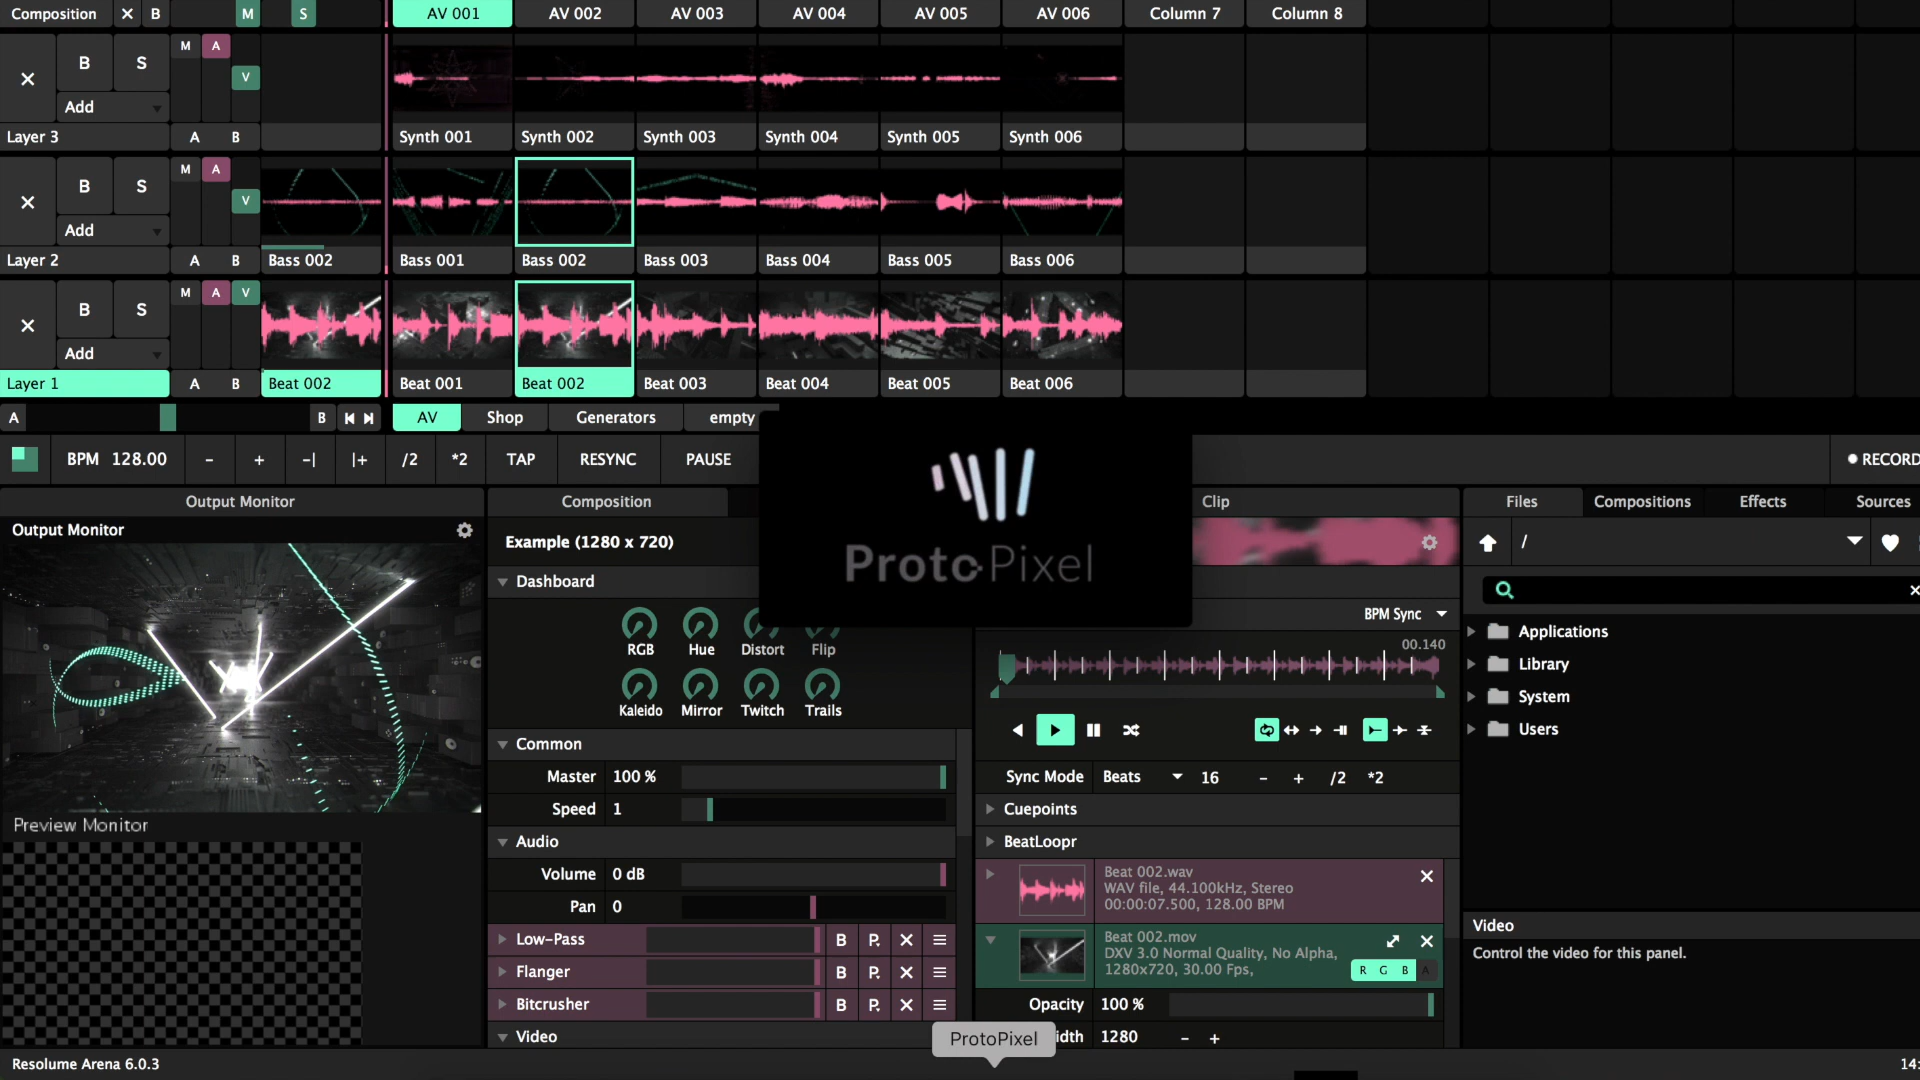 Composition B M S AV 001 AV 002 AV 003 AV 004 AV 005 AV 006 Column 7 Column 8
B S M A V
Add
Layer 3 A B Synth 001 Synth 002 Synth 003 Synth 004 Synth 005 Synth 006
B S M A V
Add
Layer 2 A B Bass 002 Bass 001 Bass 002 Bass 003 Bass 004 Bass 005 Bass 006
B S M A V
Add
Layer 1 A B Beat 002 Beat 001 Beat 002 Beat 003 Beat 004 Beat 005 Beat 006
A B AV Shop Generators empty
BPM 128.00 - + -| |+ /2 *2 TAP RESYNC PAUSE RECORD
ProtoPixel
Output Monitor Composition Clip Files Compositions Effects Sources
Output Monitor
Example (1280 x 720)
/
Dashboard
RGB Hue Distort Flip
Kaleido Mirror Twitch Trails
BPM Sync
00.140
Applications
Library
System
Users
Common
Master 100 %
Speed 1
Sync Mode Beats 16 - + /2 *2
Cuepoints
BeatLoopr
Preview Monitor
Audio
Volume 0 dB
Pan 0
Low-Pass B P.
Flanger B P.
Bitcrusher B P.
Video
Beat 002.wav
WAV file, 44.100kHz, Stereo
00:00:07.500, 128.00 BPM
Beat 002.mov
DXV 3.0 Normal Quality, No Alpha,
1280x720, 30.00 Fps,
R G B A
Opacity 100 %
idth 1280 - +
Video
Control the video for this panel.
ProtoPixel
Resolume Arena 6.0.3
14: